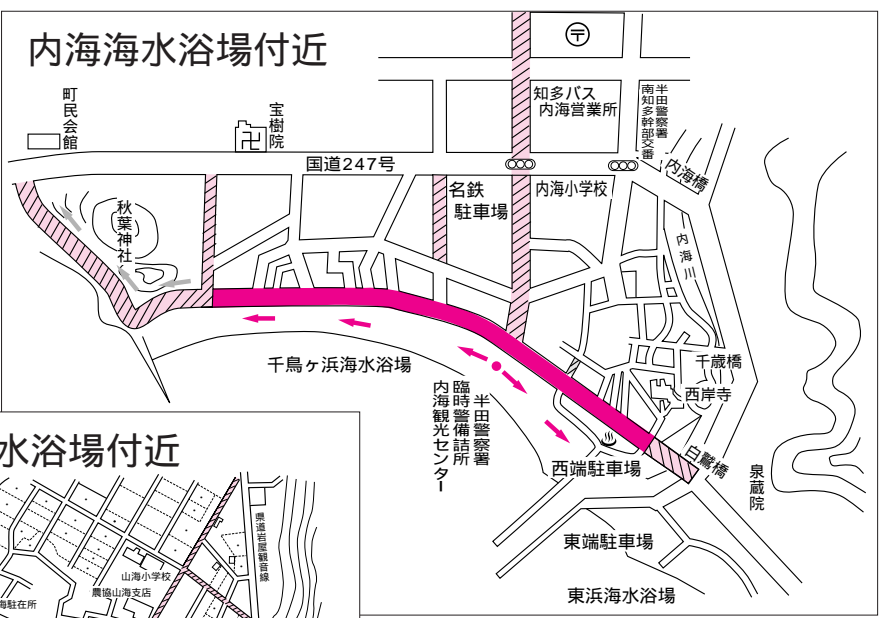 内海海水浴場付近
〒
町民会館
宝樹院
卍
知多バス
内海営業所
半田警察署
南知多幹部交番
国道247号
内海橋
名鉄
駐車場
内海小学校
秋葉神社
内海川
千鳥ヶ浜海水浴場
千歳橋
西岸寺
卍
半田警察署
臨時警備詰所
内海観光センター
♨
西端駐車場
白鷺橋
泉蔵院
東端駐車場
東浜海水浴場
水浴場付近
県道岩屋観音線
山海小学校
農協山海支店
海駐在所